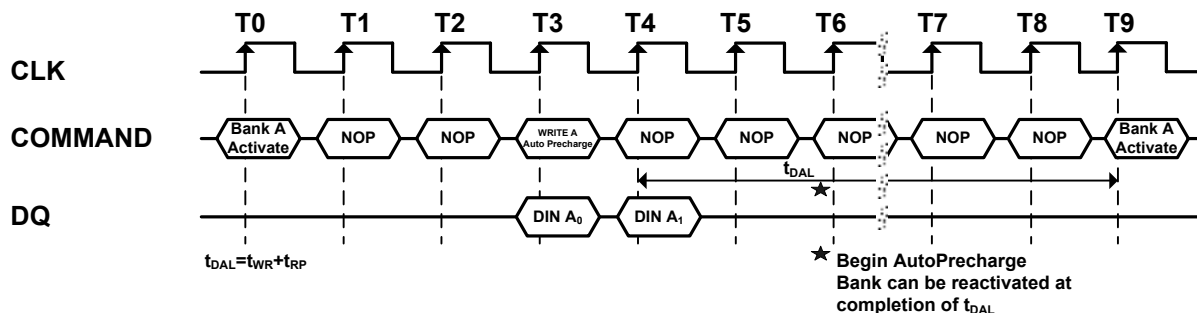 T0 T1 T2 T3 T4 T5 T6 T7 T8 T9
CLK
COMMAND
Bank A
Activate
NOP
NOP
WRITE A
Auto Precharge
NOP
NOP
NOP
NOP
NOP
Bank A
Activate
tDAL
DQ
DIN A0
DIN A1
tDAL=tWR+tRP
★ Begin AutoPrecharge
Bank can be reactivated at
completion of tDAL